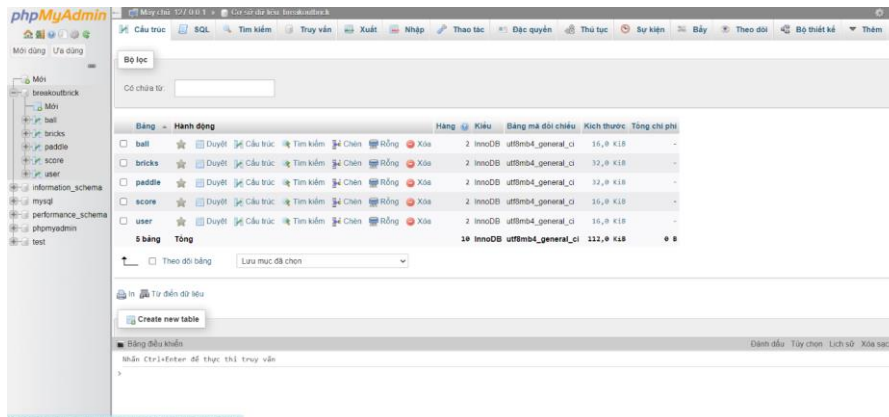 phpMyAdmin
Máy chủ: 127.0.0.1 » Cơ sở dữ liệu: breakoutbrick
Cấu trúc SQL Tìm kiếm Truy vấn Xuất Nhập Thao tác Đặc quyền Thủ tục Sự kiện Bẫy Theo dõi Bộ thiết kế Thêm
Mới dùng Ưa dùng
Mới
breakoutbrick
Mới
ball
bricks
paddle
score
user
information_schema
mysql
performance_schema
phpmyadmin
test
Bộ lọc
Có chứa từ:
Bảng Hành động Hàng Kiểu Bảng mã đối chiếu Kích thước Tổng chi phí
ball Duyệt Cấu trúc Tìm kiếm Chèn Rỗng Xóa 2 InnoDB utf8mb4_general_ci 16,0 KiB -
bricks Duyệt Cấu trúc Tìm kiếm Chèn Rỗng Xóa 2 InnoDB utf8mb4_general_ci 32,0 KiB -
paddle Duyệt Cấu trúc Tìm kiếm Chèn Rỗng Xóa 2 InnoDB utf8mb4_general_ci 32,0 KiB -
score Duyệt Cấu trúc Tìm kiếm Chèn Rỗng Xóa 2 InnoDB utf8mb4_general_ci 16,0 KiB -
user Duyệt Cấu trúc Tìm kiếm Chèn Rỗng Xóa 2 InnoDB utf8mb4_general_ci 16,0 KiB -
5 bảng Tổng 10 InnoDB utf8mb4_general_ci 112,0 KiB 0 B
Theo dõi bảng Lưu mục đã chọn
In Từ điển dữ liệu
Create new table
Bảng điều khiển Đánh dấu Tùy chọn Lịch sử Xóa sạch
Nhấn Ctrl+Enter để thực thi truy vấn
>